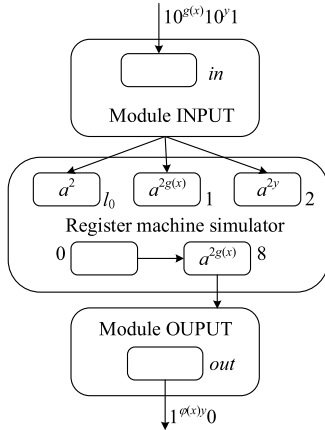 10^{g(x)}10^{y}1
in
Module INPUT
a^{2} a^{2g(x)} a^{2y}
l_{0} 1 2
Register machine simulator
0 a^{2g(x)} 8
Module OUPUT
out
1^{φ(x)y}0